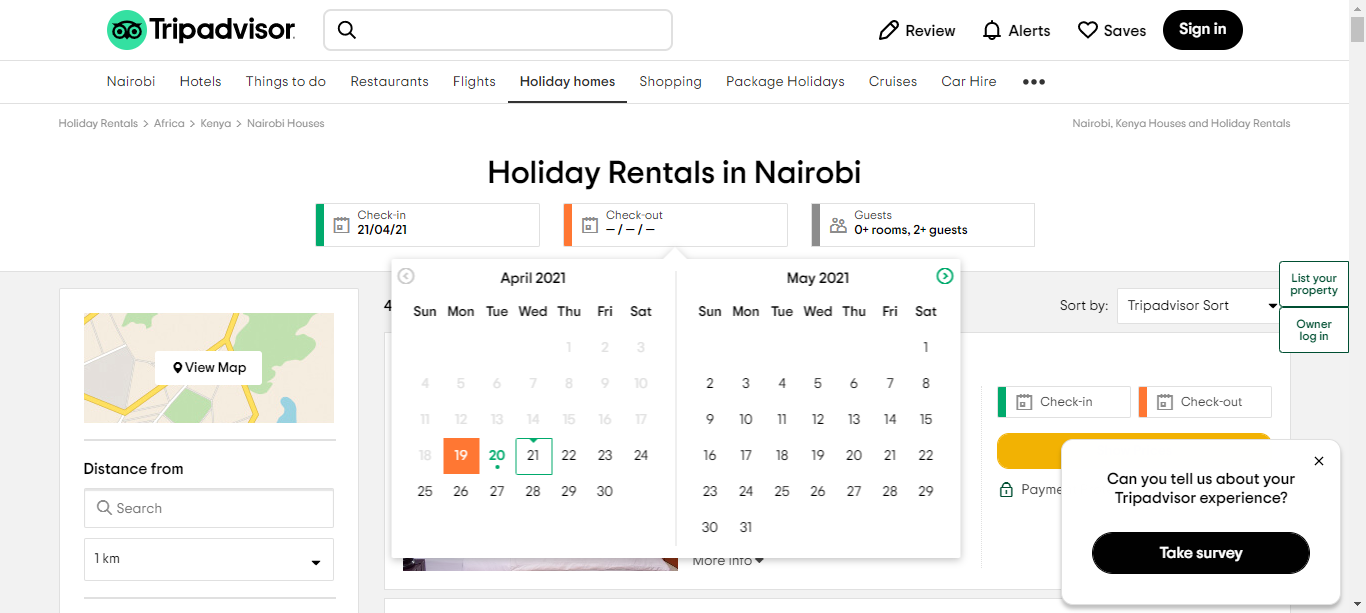 Tripadvisor
Review
Alerts
Saves
Sign in
Nairobi
Hotels
Things to do
Restaurants
Flights
Holiday homes
Shopping
Package Holidays
Cruises
Car Hire
•••
Holiday Rentals > Africa > Kenya > Nairobi Houses
Nairobi, Kenya Houses and Holiday Rentals
Holiday Rentals in Nairobi
Check-in
21/04/21
Check-out
– / – / –
Guests
0+ rooms, 2+ guests
April 2021
Sun Mon Tue Wed Thu Fri Sat
1 2 3
4 5 6 7 8 9 10
11 12 13 14 15 16 17
18 19 20 21 22 23 24
25 26 27 28 29 30
May 2021
Sun Mon Tue Wed Thu Fri Sat
1
2 3 4 5 6 7 8
9 10 11 12 13 14 15
16 17 18 19 20 21 22
23 24 25 26 27 28 29
30 31
List your
property
Owner
log in
4
Sort by:
Tripadvisor Sort
View Map
Distance from
Search
1 km
Check-in
Check-out
Payme
More info
Can you tell us about your
Tripadvisor experience?
Take survey